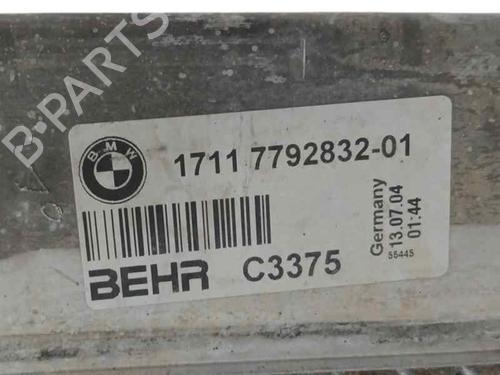 BMW
1711 7792832-01
BEHR
C3375
Germany
13.07.04
01:44
55445
B-PARTS